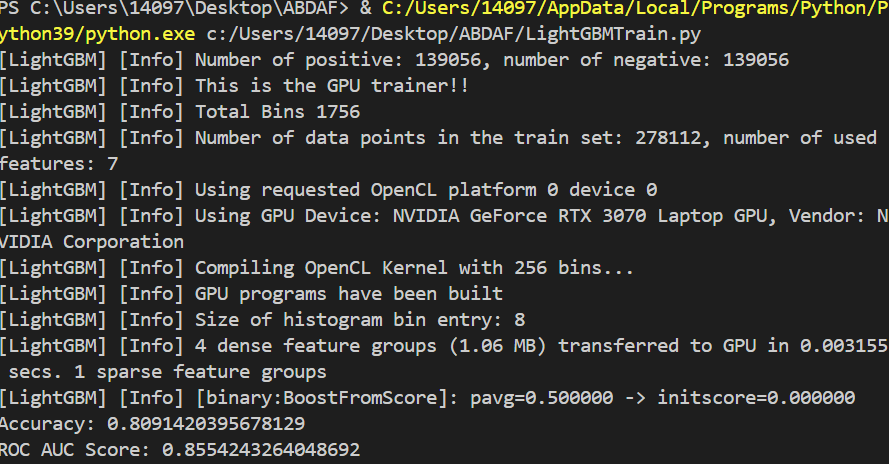 PS C:\Users\14097\Desktop\ABDAF> & C:/Users/14097/AppData/Local/Programs/Python/P
ython39/python.exe c:/Users/14097/Desktop/ABDAF/LightGBMTrain.py
[LightGBM] [Info] Number of positive: 139056, number of negative: 139056
[LightGBM] [Info] This is the GPU trainer!!
[LightGBM] [Info] Total Bins 1756
[LightGBM] [Info] Number of data points in the train set: 278112, number of used
features: 7
[LightGBM] [Info] Using requested OpenCL platform 0 device 0
[LightGBM] [Info] Using GPU Device: NVIDIA GeForce RTX 3070 Laptop GPU, Vendor: N
VIDIA Corporation
[LightGBM] [Info] Compiling OpenCL Kernel with 256 bins...
[LightGBM] [Info] GPU programs have been built
[LightGBM] [Info] Size of histogram bin entry: 8
[LightGBM] [Info] 4 dense feature groups (1.06 MB) transferred to GPU in 0.003155
secs. 1 sparse feature groups
[LightGBM] [Info] [binary:BoostFromScore]: pavg=0.500000 -> initscore=0.000000
Accuracy: 0.8091420395678129
ROC AUC Score: 0.8554243264048692